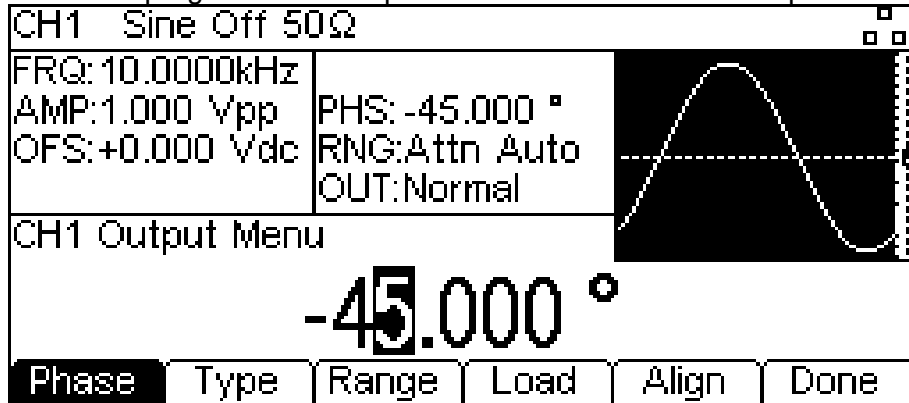 CH1 Sine Off 50Ω
FRQ:10.0000kHz
AMP:1.000 Vpp
OFS:+0.000 Vdc
PHS:-45.000 °
RNG:Attn Auto
OUT:Normal
CH1 Output Menu
-45.000 °
Phase Type Range Load Align Done